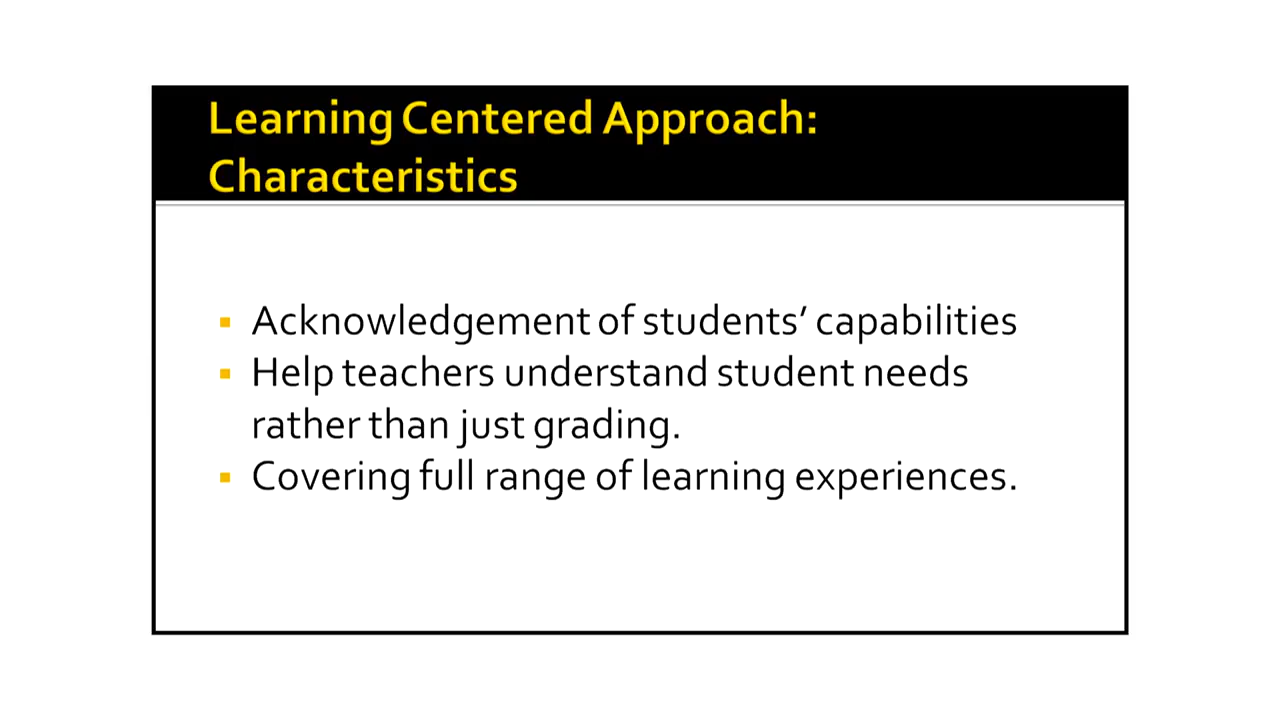 Learning Centered Approach:
Characteristics
▪ Acknowledgement of students’ capabilities
▪ Help teachers understand student needs
rather than just grading.
▪ Covering full range of learning experiences.